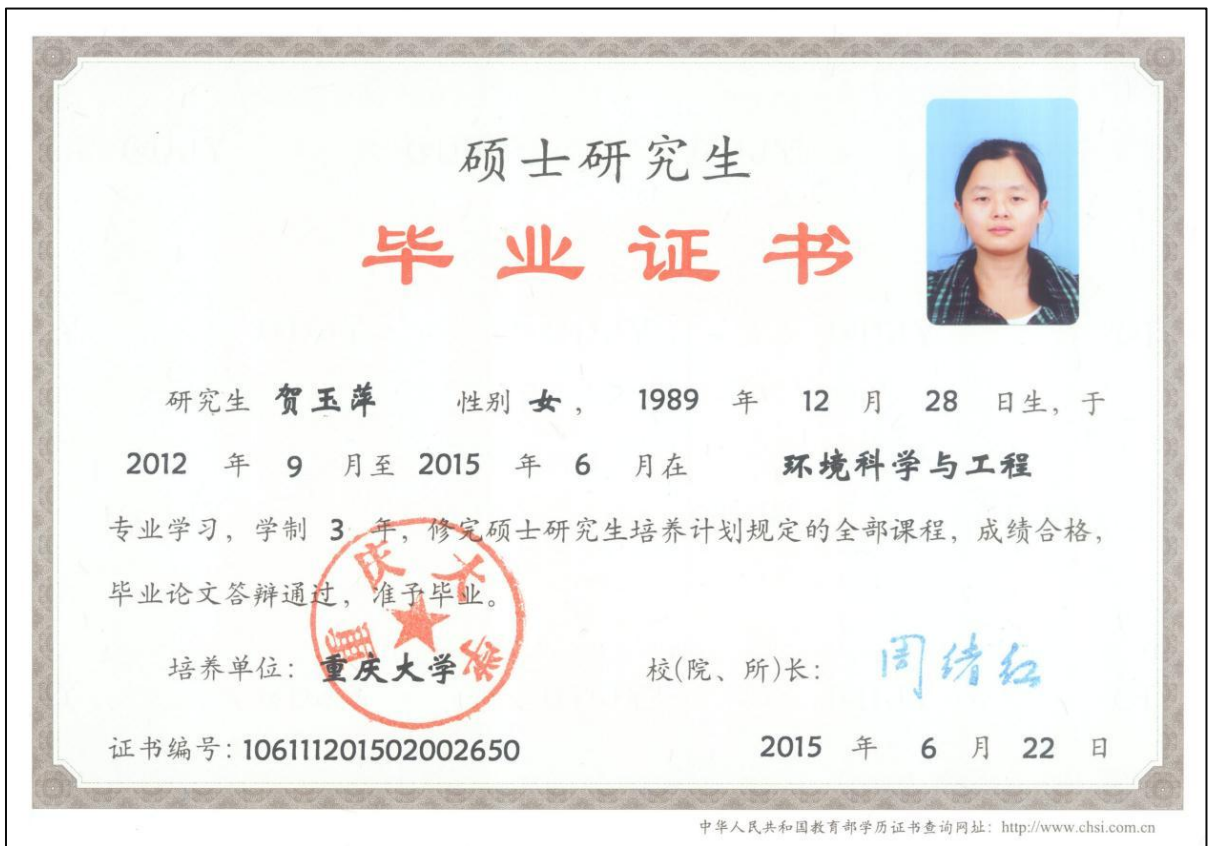 硕士研究生
毕业证书
研究生 贺玉萍 性别 女， 1989 年 12 月 28 日生，于
2012 年 9 月至 2015 年 6 月在 环境科学与工程
专业学习，学制 3 年，修完硕士研究生培养计划规定的全部课程，成绩合格，
毕业论文答辩通过，准予毕业。
培养单位：重庆大学 校(院、所)长：周绪红
重庆大学
证书编号：106111201502002650 2015 年 6 月 22 日
中华人民共和国教育部学历证书查询网址：http://www.chsi.com.cn